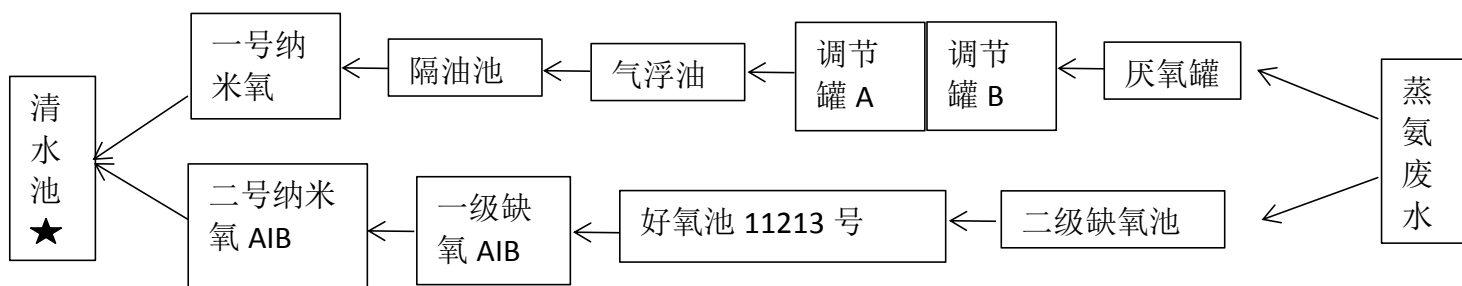 一号纳
米氧
隔油池
气浮油
调节
罐 A
调节
罐 B
厌氧罐
蒸
氨
废
水
清
水
池
★
二号纳米
氧 AIB
一级缺
氧 AIB
好氧池 11213 号
二级缺氧池